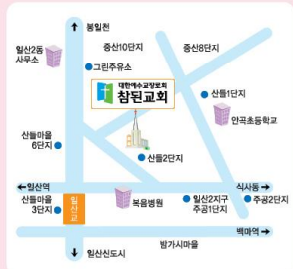 봉일천
일산2동
사무소
중산10단지
중산8단지
그린주유소
대한예수교장로회
참된교회
산들1단지
안곡초등학교
산들마을
6단지
산들2단지
←일산역
식사동→
산들마을
3단지
일산교
복음병원
일산2지구
주공1단지
주공2단지
백마역→
밤가시마을
일산신도시